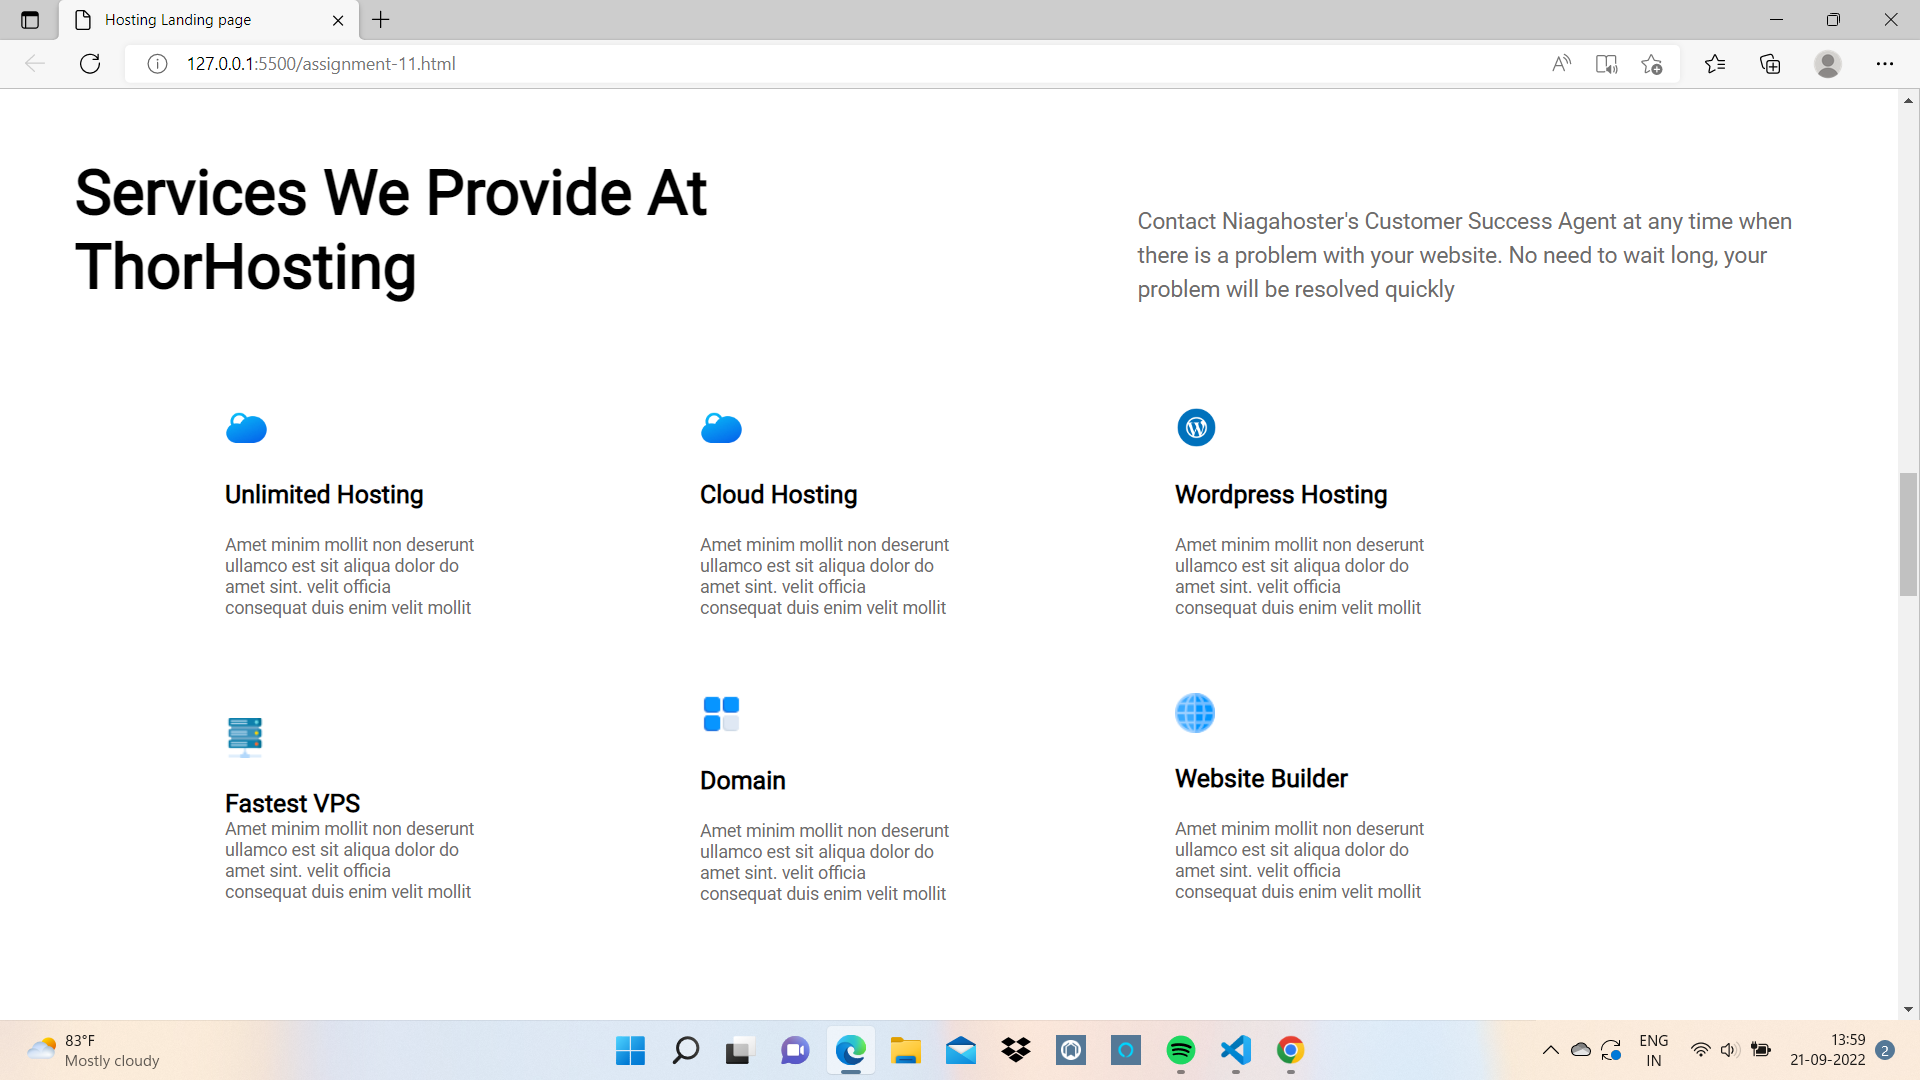 Hosting Landing page
127.0.0.1:5500/assignment-11.html
Services We Provide At
ThorHosting
Contact Niagahoster's Customer Success Agent at any time when
there is a problem with your website. No need to wait long, your
problem will be resolved quickly
Unlimited Hosting
Amet minim mollit non deserunt
ullamco est sit aliqua dolor do
amet sint. velit officia
consequat duis enim velit mollit
Cloud Hosting
Amet minim mollit non deserunt
ullamco est sit aliqua dolor do
amet sint. velit officia
consequat duis enim velit mollit
Wordpress Hosting
Amet minim mollit non deserunt
ullamco est sit aliqua dolor do
amet sint. velit officia
consequat duis enim velit mollit
Fastest VPS
Amet minim mollit non deserunt
ullamco est sit aliqua dolor do
amet sint. velit officia
consequat duis enim velit mollit
Domain
Amet minim mollit non deserunt
ullamco est sit aliqua dolor do
amet sint. velit officia
consequat duis enim velit mollit
Website Builder
Amet minim mollit non deserunt
ullamco est sit aliqua dolor do
amet sint. velit officia
consequat duis enim velit mollit
83°F
Mostly cloudy
ENG
IN
13:59
21-09-2022
2